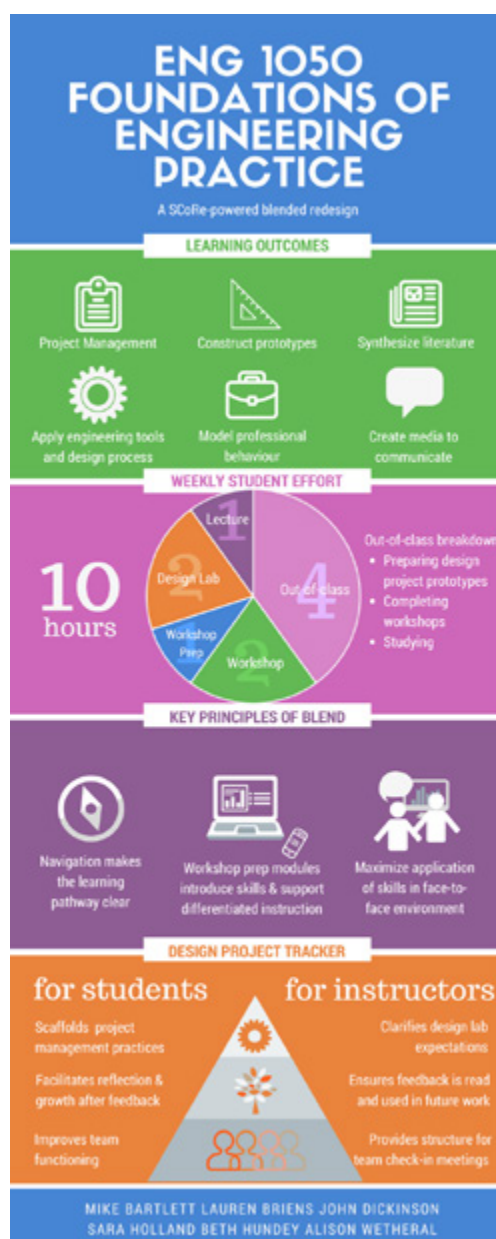 ENG 1050
FOUNDATIONS OF
ENGINEERING
PRACTICE
A SCoRe-powered blended redesign
LEARNING OUTCOMES
Project Management
Construct prototypes
Synthesize literature
Apply engineering tools
and design process
Model professional
behaviour
Create media to
communicate
WEEKLY STUDENT EFFORT
10
hours
1
Lecture
2
Design Lab
1
Workshop
Prep
2
Workshop
4
Out-of-class
Out-of-class breakdown
• Preparing design
project prototypes
• Completing
workshops
• Studying
KEY PRINCIPLES OF BLEND
Navigation makes
the learning
pathway clear
Workshop prep modules
introduce skills & support
differentiated instruction
Maximize application
of skills in face-to-
face environment
DESIGN PROJECT TRACKER
for students
Scaffolds project
management practices
Facilitates reflection &
growth after feedback
Improves team
functioning
for instructors
Clarifies design lab
expectations
Ensures feedback is read
and used in future work
Provides structure for
team check-in meetings
MIKE BARTLETT LAUREN BRIENS JOHN DICKINSON
SARA HOLLAND BETH HUNDEY ALISON WETHERAL